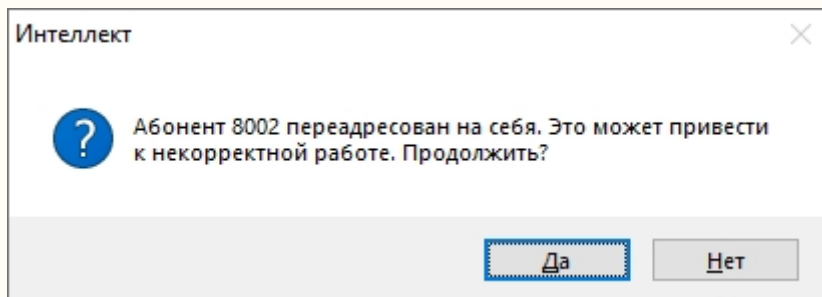 Интеллект
Абонент 8002 переадресован на себя. Это может привести
к некорректной работе. Продолжить?
Да
Нет